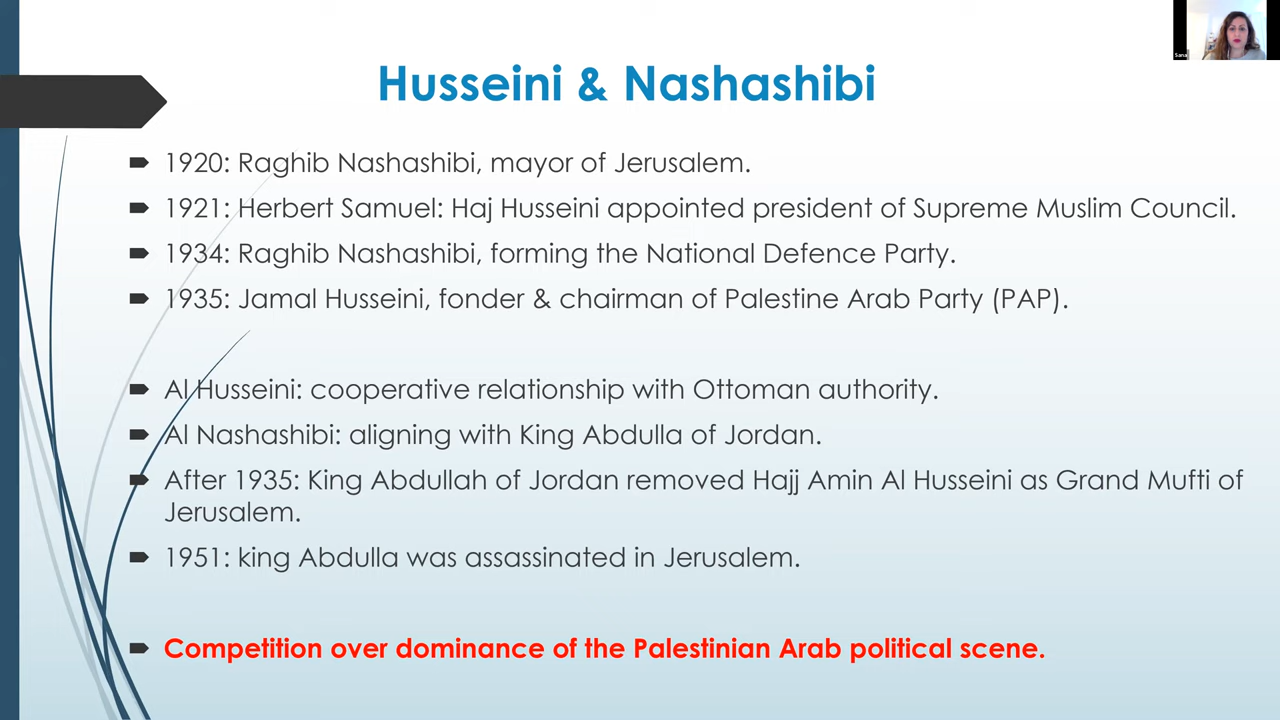 Husseini & Nashashibi
1920: Raghib Nashashibi, mayor of Jerusalem.
1921: Herbert Samuel: Haj Husseini appointed president of Supreme Muslim Council.
1934: Raghib Nashashibi, forming the National Defence Party.
1935: Jamal Husseini, fonder & chairman of Palestine Arab Party (PAP).
Al Husseini: cooperative relationship with Ottoman authority.
Al Nashashibi: aligning with King Abdulla of Jordan.
After 1935: King Abdullah of Jordan removed Hajj Amin Al Husseini as Grand Mufti of
Jerusalem.
1951: king Abdulla was assassinated in Jerusalem.
Competition over dominance of the Palestinian Arab political scene.
Sana